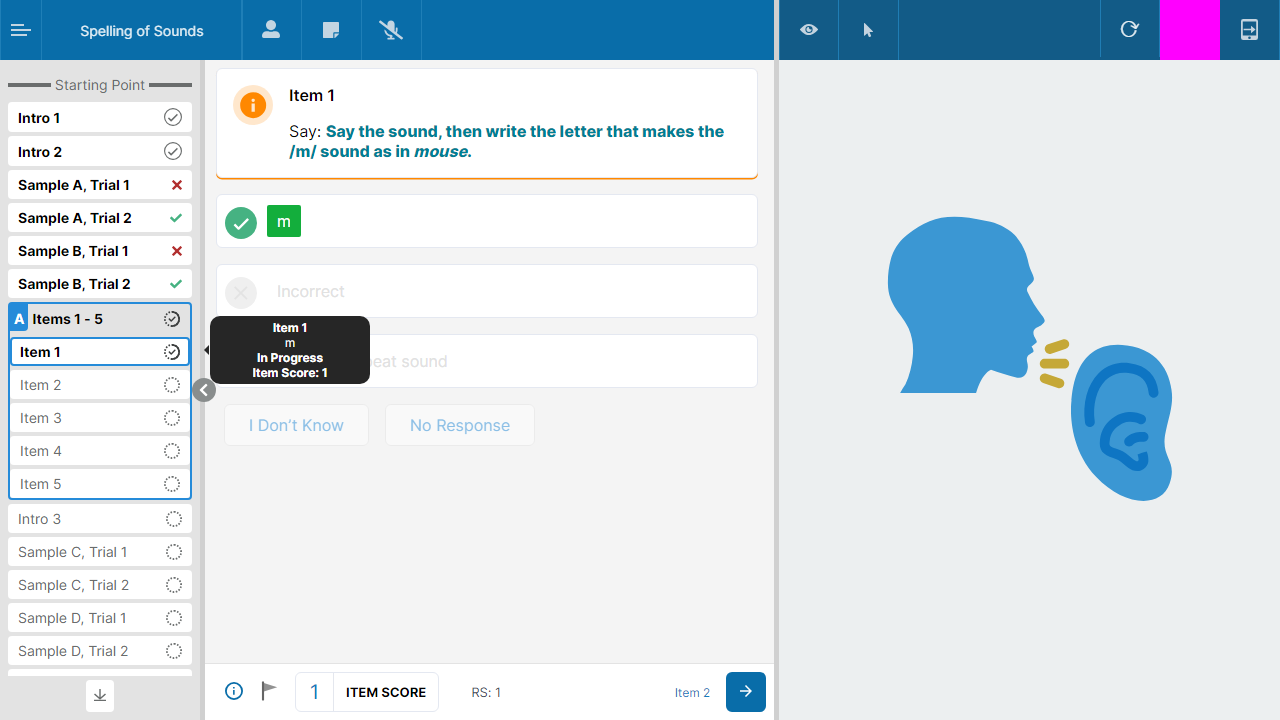 Spelling of Sounds
Starting Point
Intro 1
Intro 2
Sample A, Trial 1
Sample A, Trial 2
Sample B, Trial 1
Sample B, Trial 2
A Items 1 - 5
Item 1
Item 2
Item 3
Item 4
Item 5
Intro 3
Sample C, Trial 1
Sample C, Trial 2
Sample D, Trial 1
Sample D, Trial 2
Item 1
Say: Say the sound, then write the letter that makes the
/m/ sound as in mouse.
m
Incorrect
Item 1
m
In Progress
Item Score: 1
sound
I Don't Know
No Response
1 ITEM SCORE
RS: 1
Item 2